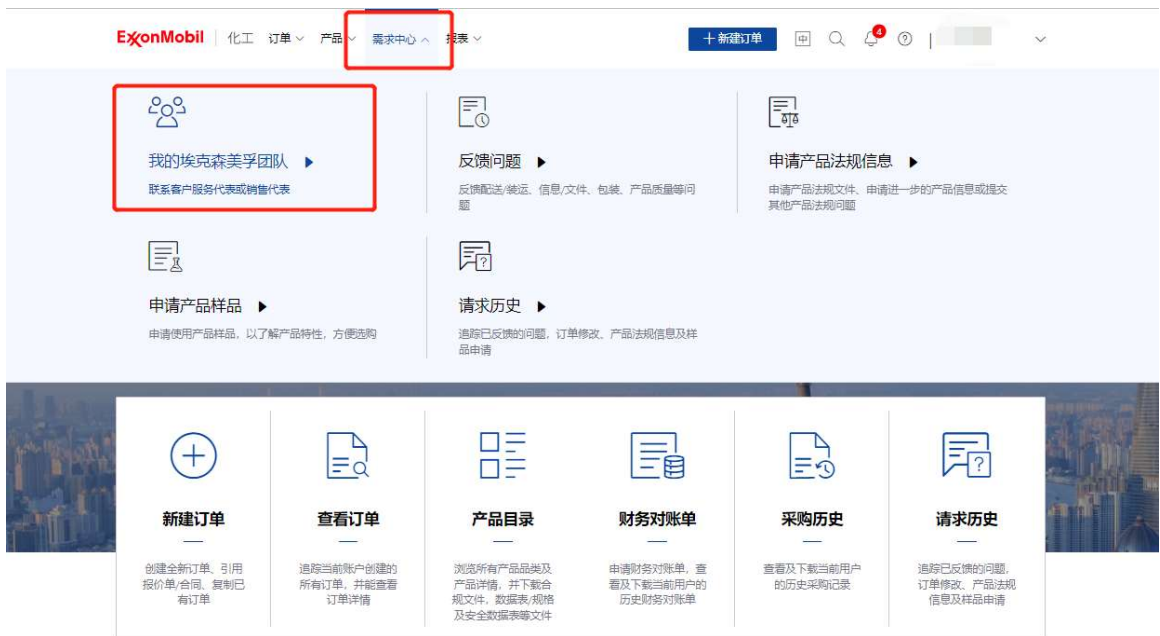 ExxonMobil 化工 订单 产品 需求中心 报表 新建订单 中 4
我的埃克森美孚团队
联系客户服务代表或销售代表
反馈问题
反馈配送/装运、信息/文件、包装、产品质量等问
题
申请产品法规信息
申请产品法规文件、申请进一步的产品信息或提交
其他产品法规问题
申请产品样品
申请使用产品样品，以了解产品特性，方便选购
请求历史
追踪已反馈的问题，订单修改、产品法规信息及样
品申请
新建订单
创建全新订单、引用
报价单/合同、复制已
有订单
查看订单
追踪当前账户创建的
所有订单，并能查看
订单详情
产品目录
浏览所有产品品类及
产品详情，并下载合
规文件，数据表/规格
及安全数据表等文件
财务对账单
申请财务对账单，查
看及下载当前用户的
历史财务对账单
采购历史
查看及下载当前用户
的历史采购记录
请求历史
追踪已反馈的问题，
订单修改、产品法规
信息及样品申请